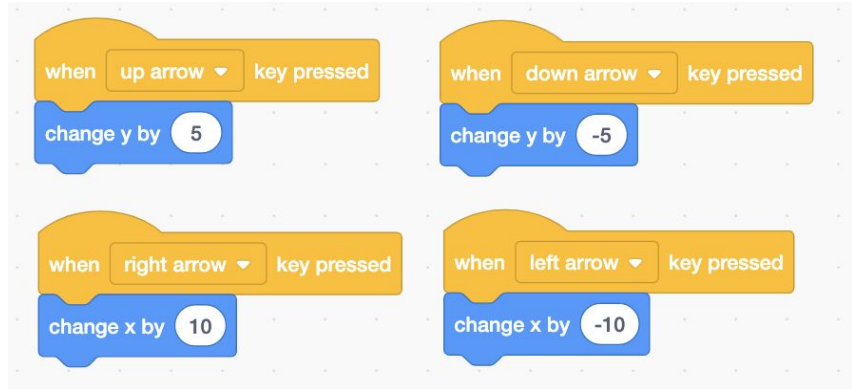 when up arrow key pressed
change y by 5
when down arrow key pressed
change y by -5
when right arrow key pressed
change x by 10
when left arrow key pressed
change x by -10